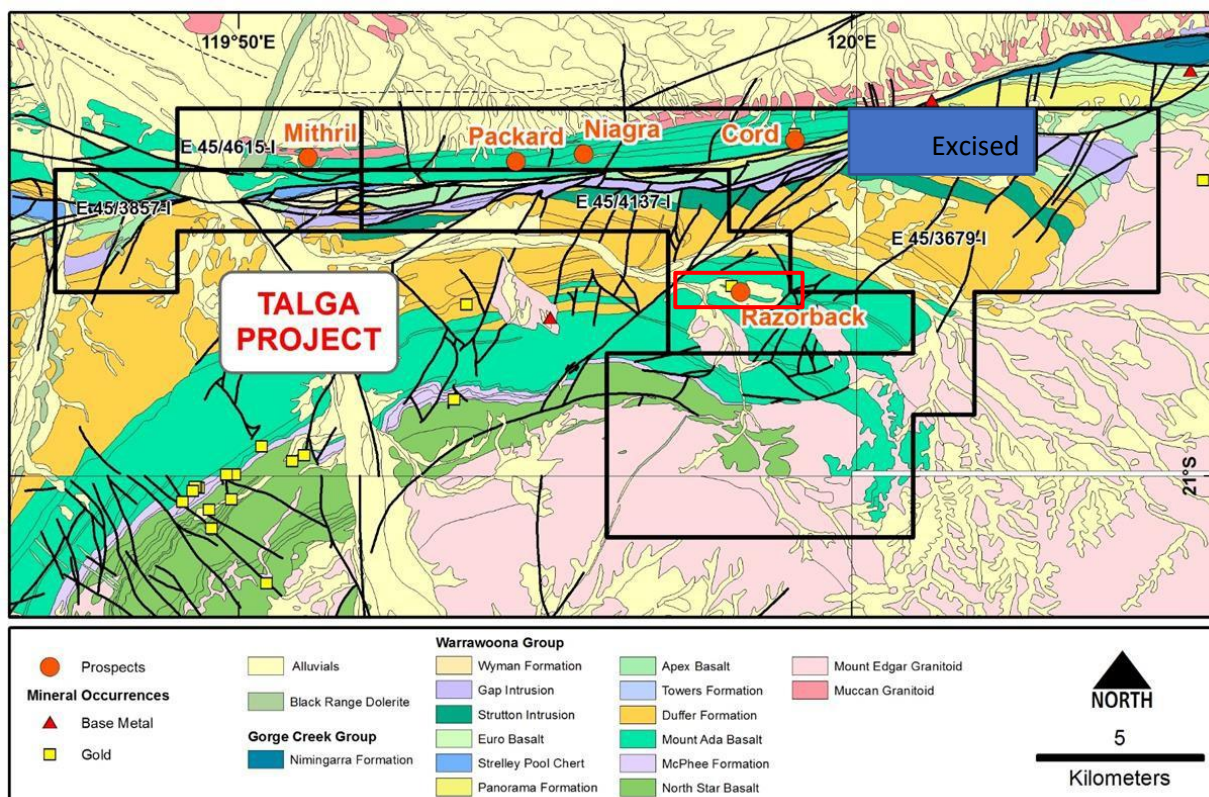 119°50'E
120°E
Mithril
Packard
Niagra
Cord
Excised
E 45/4615-I
E 45/3857-I
E 45/4137-I
E 45/3679-I
TALGA
PROJECT
Razorback
21°S
Prospects
Mineral Occurrences
Base Metal
Gold
Alluvials
Black Range Dolerite
Gorge Creek Group
Nimingarra Formation
Warrawoona Group
Wyman Formation
Gap Intrusion
Strutton Intrusion
Euro Basalt
Strelley Pool Chert
Panorama Formation
Apex Basalt
Towers Formation
Duffer Formation
Mount Ada Basalt
McPhee Formation
North Star Basalt
Mount Edgar Granitoid
Muccan Granitoid
NORTH
5
Kilometers